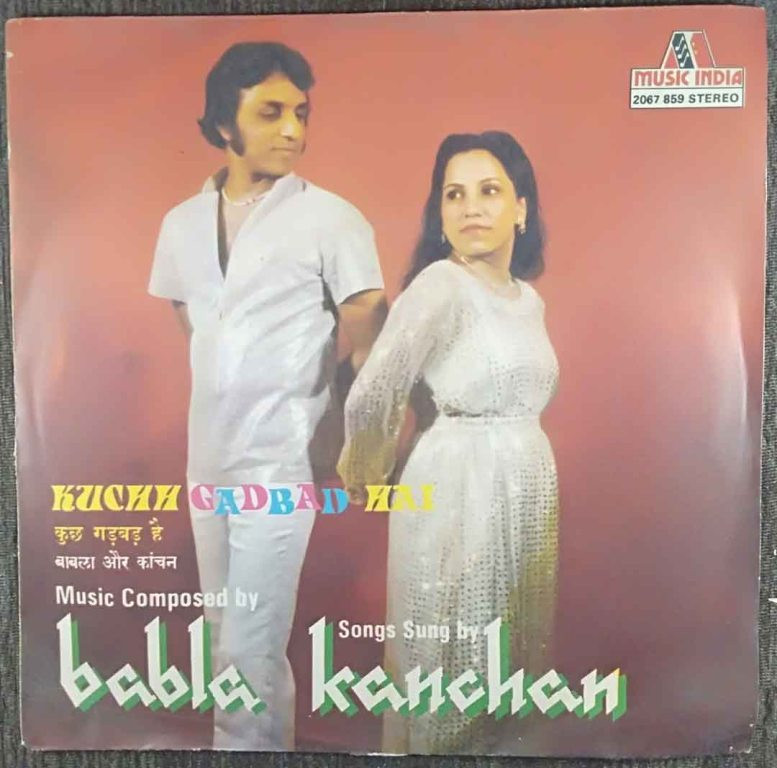 MUSIC INDIA
2067 859 STEREO
KUCHH GADBAD HAI
कुछ गड़बड़ है
बाबला और कांचन
Music Composed by
babla
Songs Sung by
kanchan